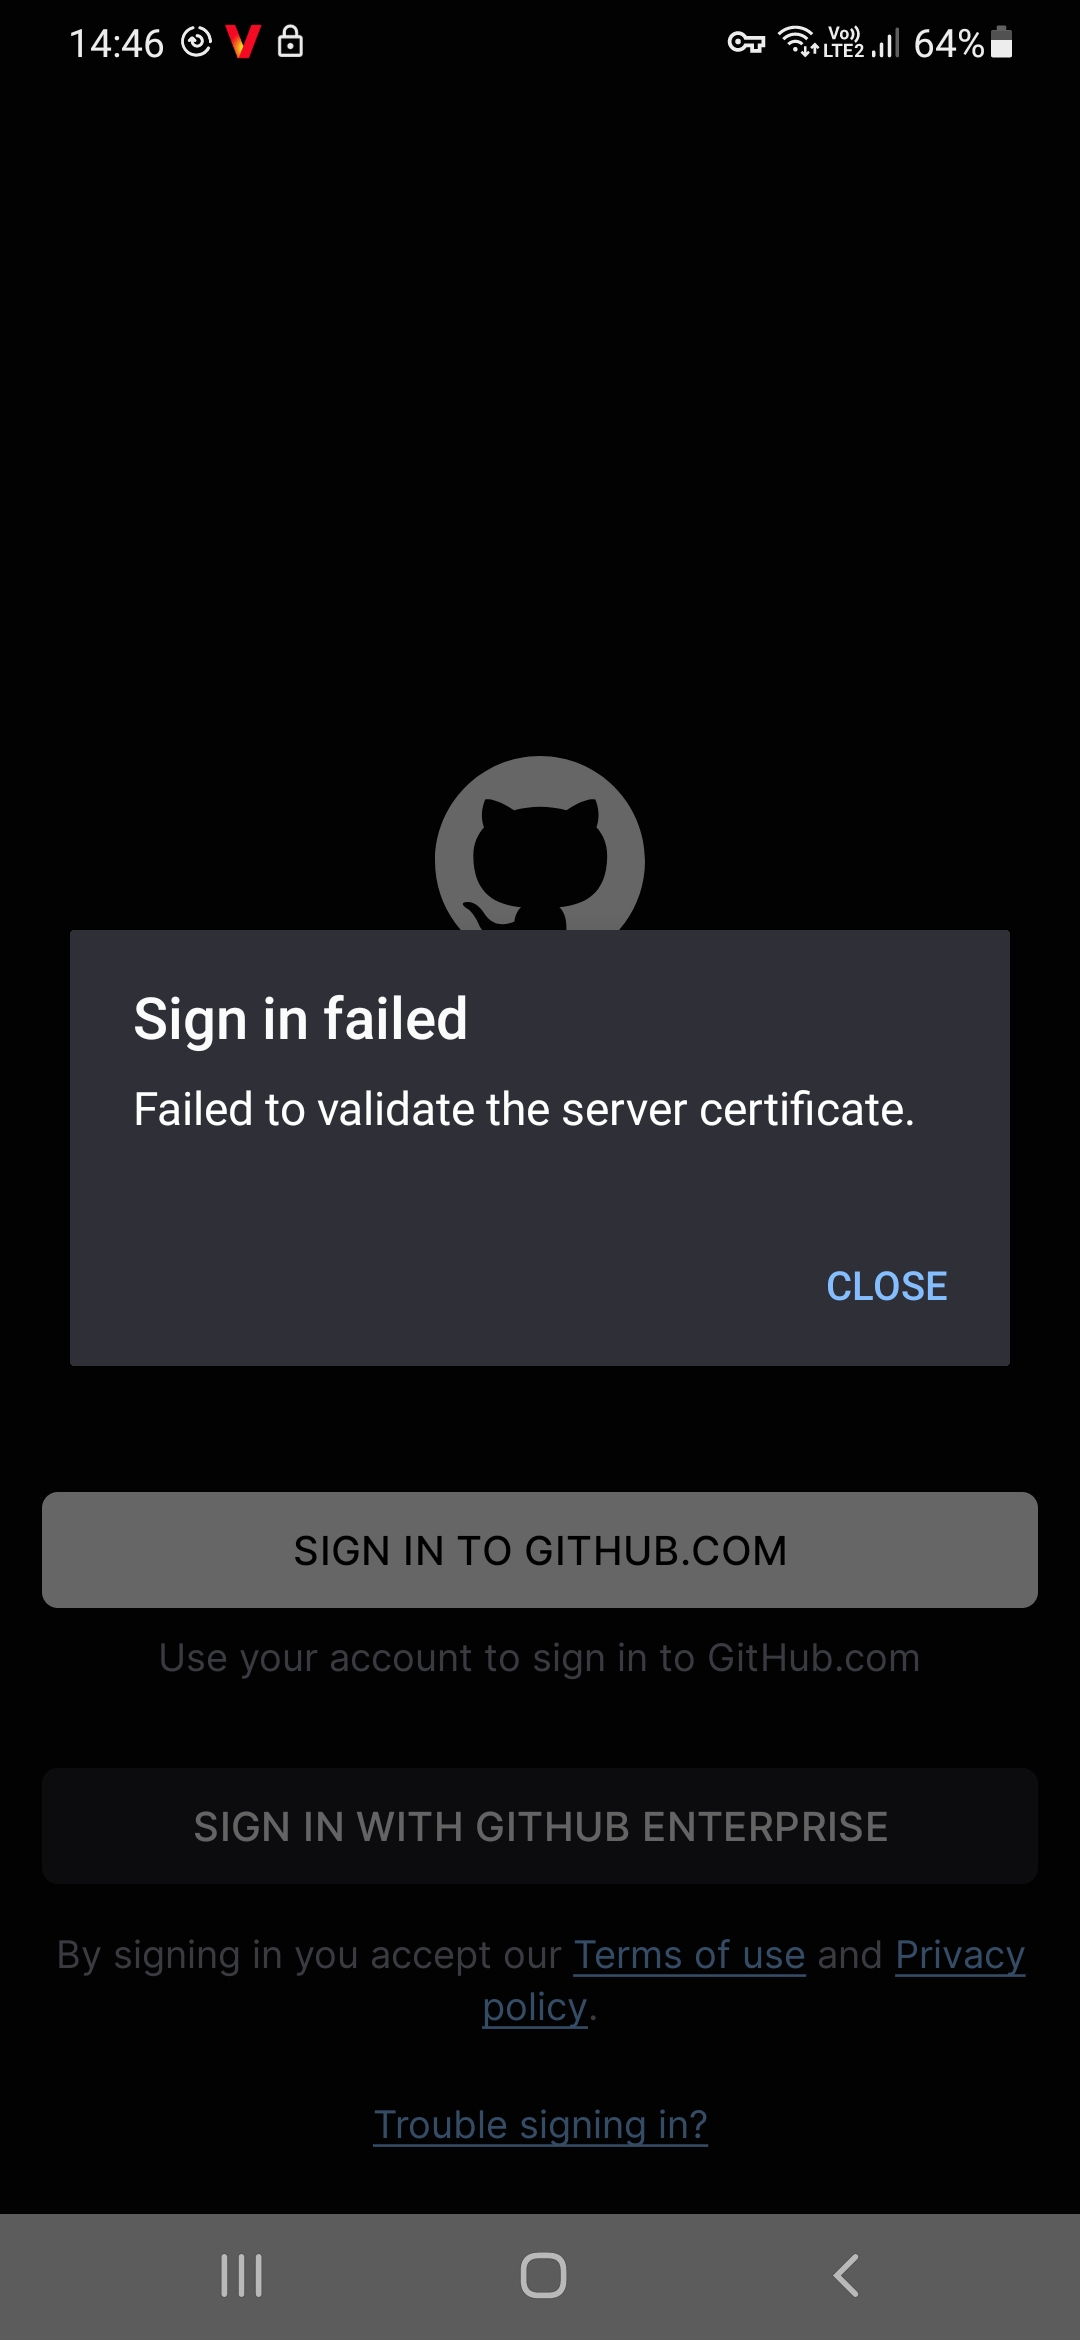 14:46 Vo)) LTE2 64%
Sign in failed
Failed to validate the server certificate.
CLOSE
SIGN IN TO GITHUB.COM
Use your account to sign in to GitHub.com
SIGN IN WITH GITHUB ENTERPRISE
By signing in you accept our Terms of use and Privacy
policy.
Trouble signing in?